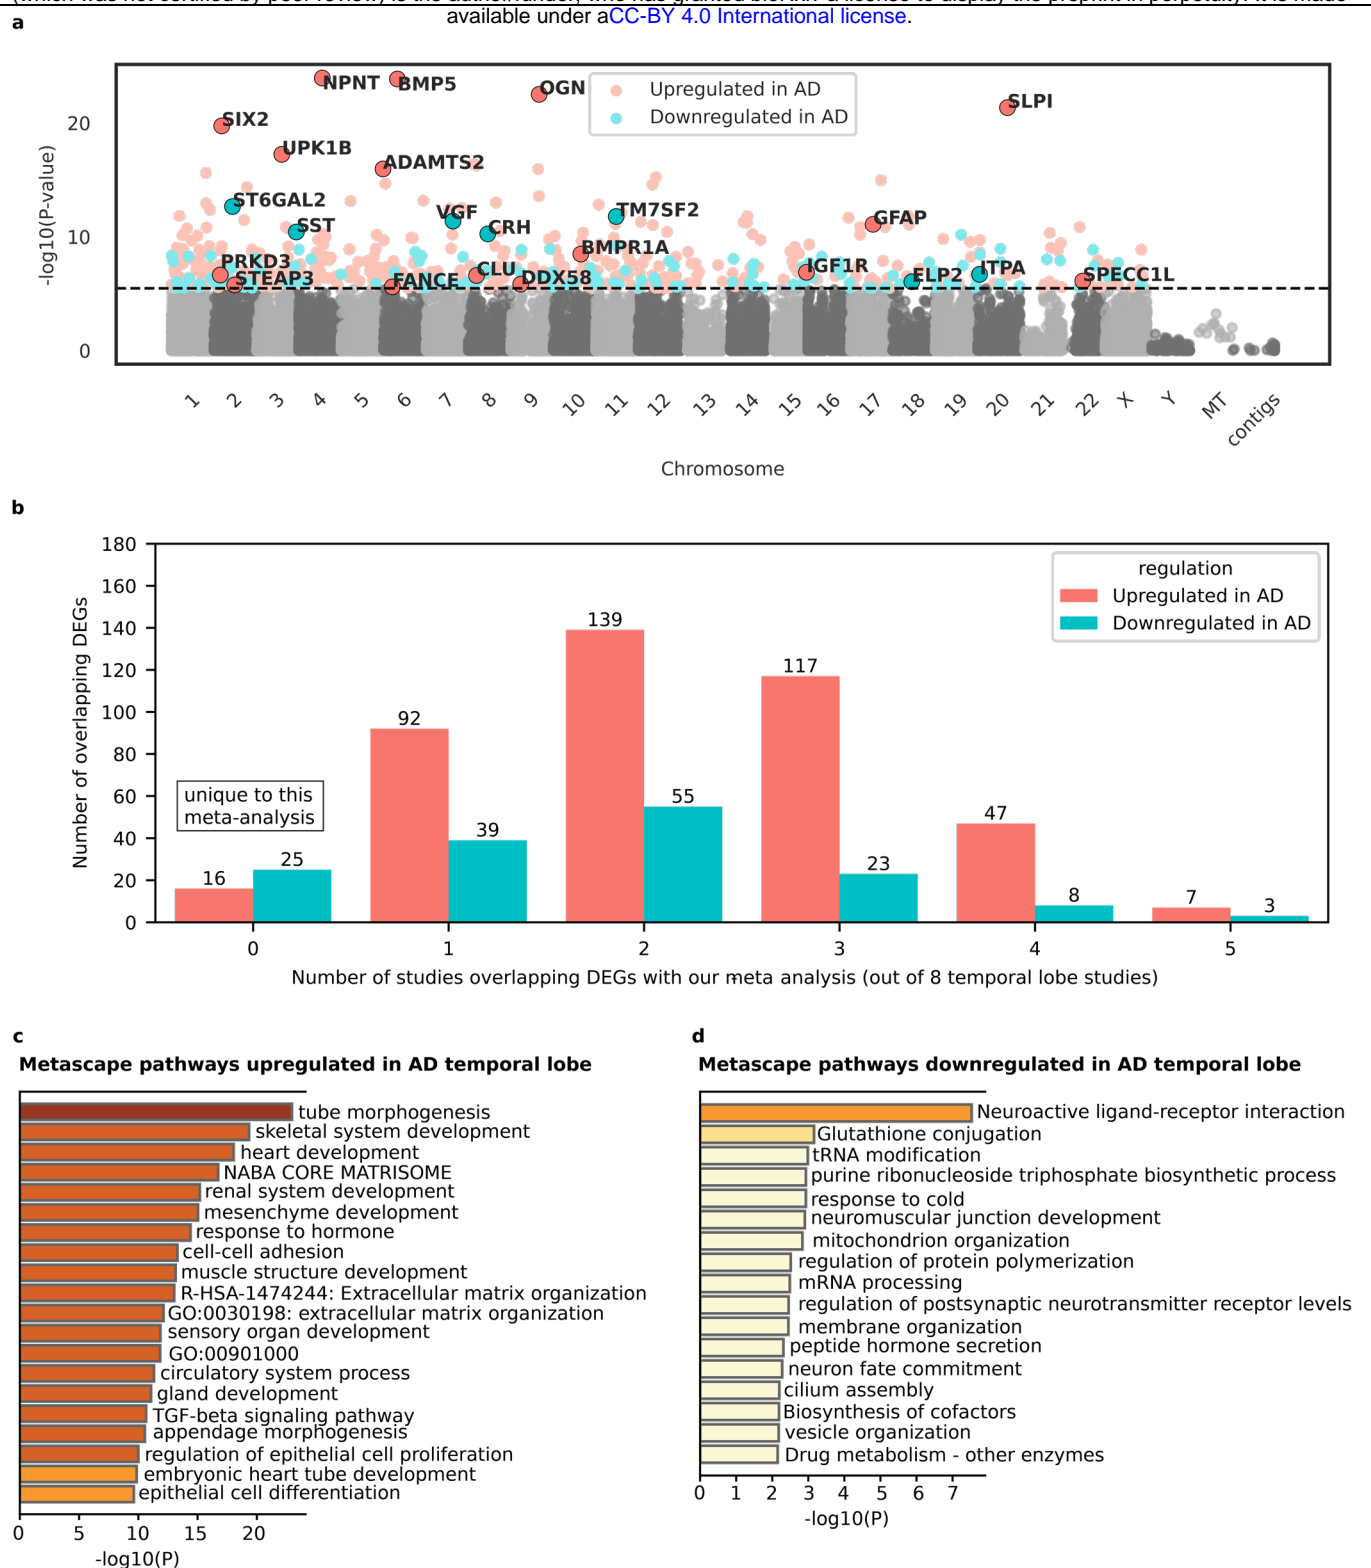 available under aCC-BY 4.0 International license.
a
NPNT
BMP5
OGN
SLPI
SIX2
UPK1B
ADAMTS2
ST6GAL2
SST
VGF
CRH
TM7SF2
GFAP
BMPR1A
PRKD3
STEAP3
FANCE
CLU
DDX58
IGF1R
ELP2
ITPA
SPECC1L
Upregulated in AD
Downregulated in AD
-log10(P-value)
20
10
0
1 2 3 4 5 6 7 8 9 10 11 12 13 14 15 16 17 18 19 20 21 22 X Y MT contigs
Chromosome
b
180
160
140
120
100
80
60
40
20
0
Number of overlapping DEGs
regulation
Upregulated in AD
Downregulated in AD
unique to this
meta-analysis
16 25 92 39 139 55 117 23 47 8 7 3
0 1 2 3 4 5
Number of studies overlapping DEGs with our meta analysis (out of 8 temporal lobe studies)
c
Metascape pathways upregulated in AD temporal lobe
tube morphogenesis
skeletal system development
heart development
NABA CORE MATRISOME
renal system development
mesenchyme development
response to hormone
cell-cell adhesion
muscle structure development
R-HSA-1474244: Extracellular matrix organization
GO:0030198: extracellular matrix organization
sensory organ development
GO:00901000
circulatory system process
gland development
TGF-beta signaling pathway
appendage morphogenesis
regulation of epithelial cell proliferation
embryonic heart tube development
epithelial cell differentiation
0 5 10 15 20
-log10(P)
d
Metascape pathways downregulated in AD temporal lobe
Neuroactive ligand-receptor interaction
Glutathione conjugation
tRNA modification
purine ribonucleoside triphosphate biosynthetic process
response to cold
neuromuscular junction development
mitochondrion organization
regulation of protein polymerization
mRNA processing
regulation of postsynaptic neurotransmitter receptor levels
membrane organization
peptide hormone secretion
neuron fate commitment
cilium assembly
Biosynthesis of cofactors
vesicle organization
Drug metabolism - other enzymes
0 1 2 3 4 5 6 7
-log10(P)